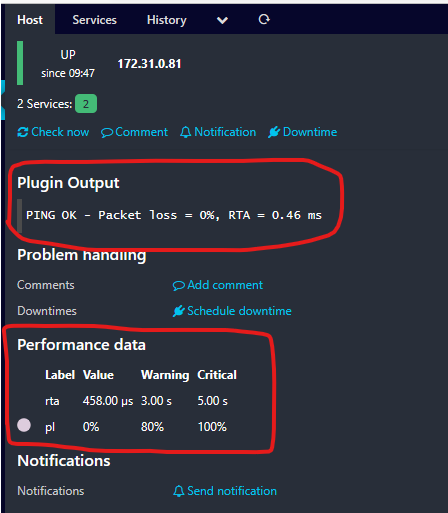 Host Services History
UP
since 09:47
172.31.0.81
2 Services: 2
Check now Comment Notification Downtime
Plugin Output
PING OK - Packet loss = 0%, RTA = 0.46 ms
Problem handling
Comments Add comment
Downtimes Schedule downtime
Performance data
Label Value Warning Critical
rta 458.00 µs 3.00 s 5.00 s
pl 0% 80% 100%
Notifications
Notifications Send notification